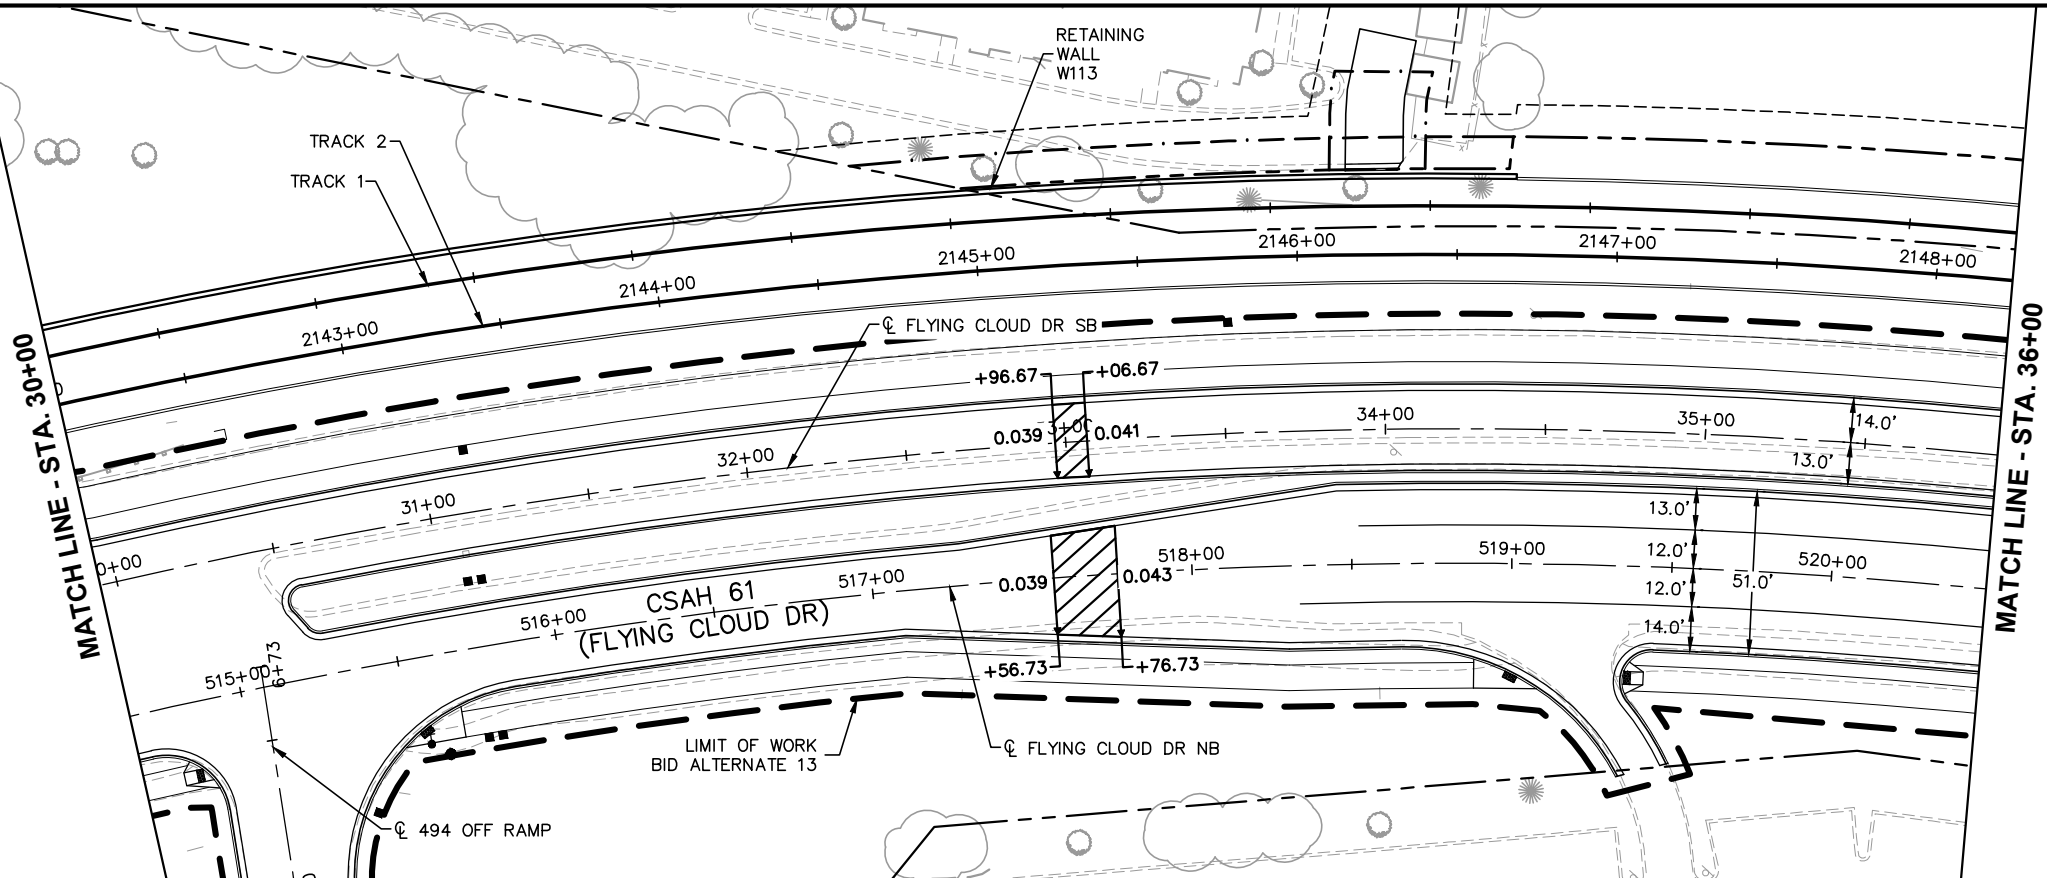 RETAINING
WALL
W113
TRACK 2
TRACK 1
2143+00
2144+00
2145+00
2146+00
2147+00
2148+00
MATCH LINE - STA. 30+00
MATCH LINE - STA. 36+00
℄ FLYING CLOUD DR SB
+96.67
+06.67
0.039
0.041
31+00
32+00
34+00
35+00
14.0'
13.0'
0+00
CSAH 61
(FLYING CLOUD DR)
515+00
516+00
517+00
518+00
519+00
520+00
6+73
0.039
0.043
+56.73
+76.73
13.0'
12.0'
12.0'
14.0'
51.0'
LIMIT OF WORK
BID ALTERNATE 13
℄ FLYING CLOUD DR NB
℄ 494 OFF RAMP